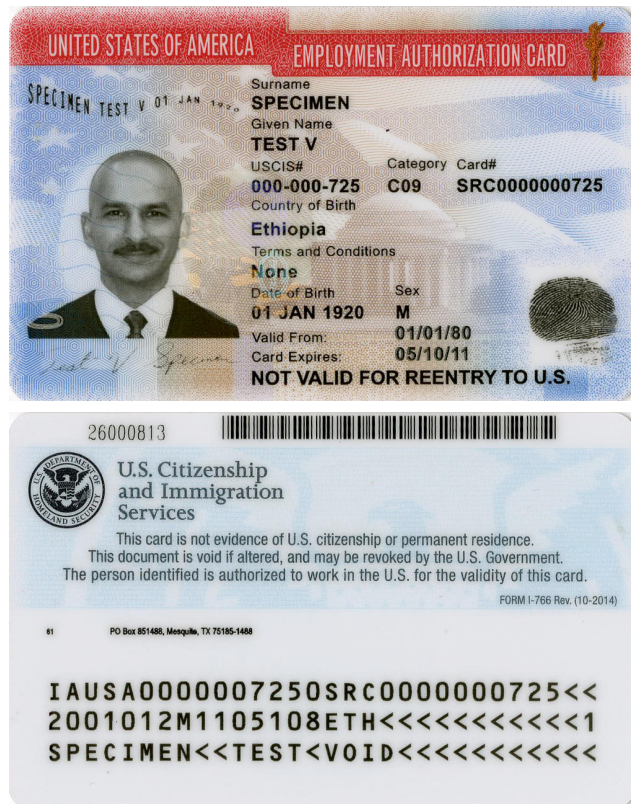 UNITED STATES OF AMERICA
EMPLOYMENT AUTHORIZATION CARD
SPECIMEN TEST V 01 JAN 1920
Surname
SPECIMEN
Given Name
TEST V
USCIS# Category Card#
000-000-725 C09 SRC0000000725
Country of Birth
Ethiopia
Terms and Conditions
None
Date of Birth Sex
01 JAN 1920 M
Valid From: 01/01/80
Card Expires: 05/10/11
NOT VALID FOR REENTRY TO U.S.
Test V Specimen
26000813
U.S. DEPARTMENT OF HOMELAND SECURITY
U.S. Citizenship
and Immigration
Services
This card is not evidence of U.S. citizenship or permanent residence.
This document is void if altered, and may be revoked by the U.S. Government.
The person identified is authorized to work in the U.S. for the validity of this card.
FORM I-766 Rev. (10-2014)
61 PO Box 851488, Mesquite, TX 75185-1488
IAUSA0000007250SRC0000000725<<
2001012M1105108ETH<<<<<<<<<<<1
SPECIMEN<<TEST<VOID<<<<<<<<<<<